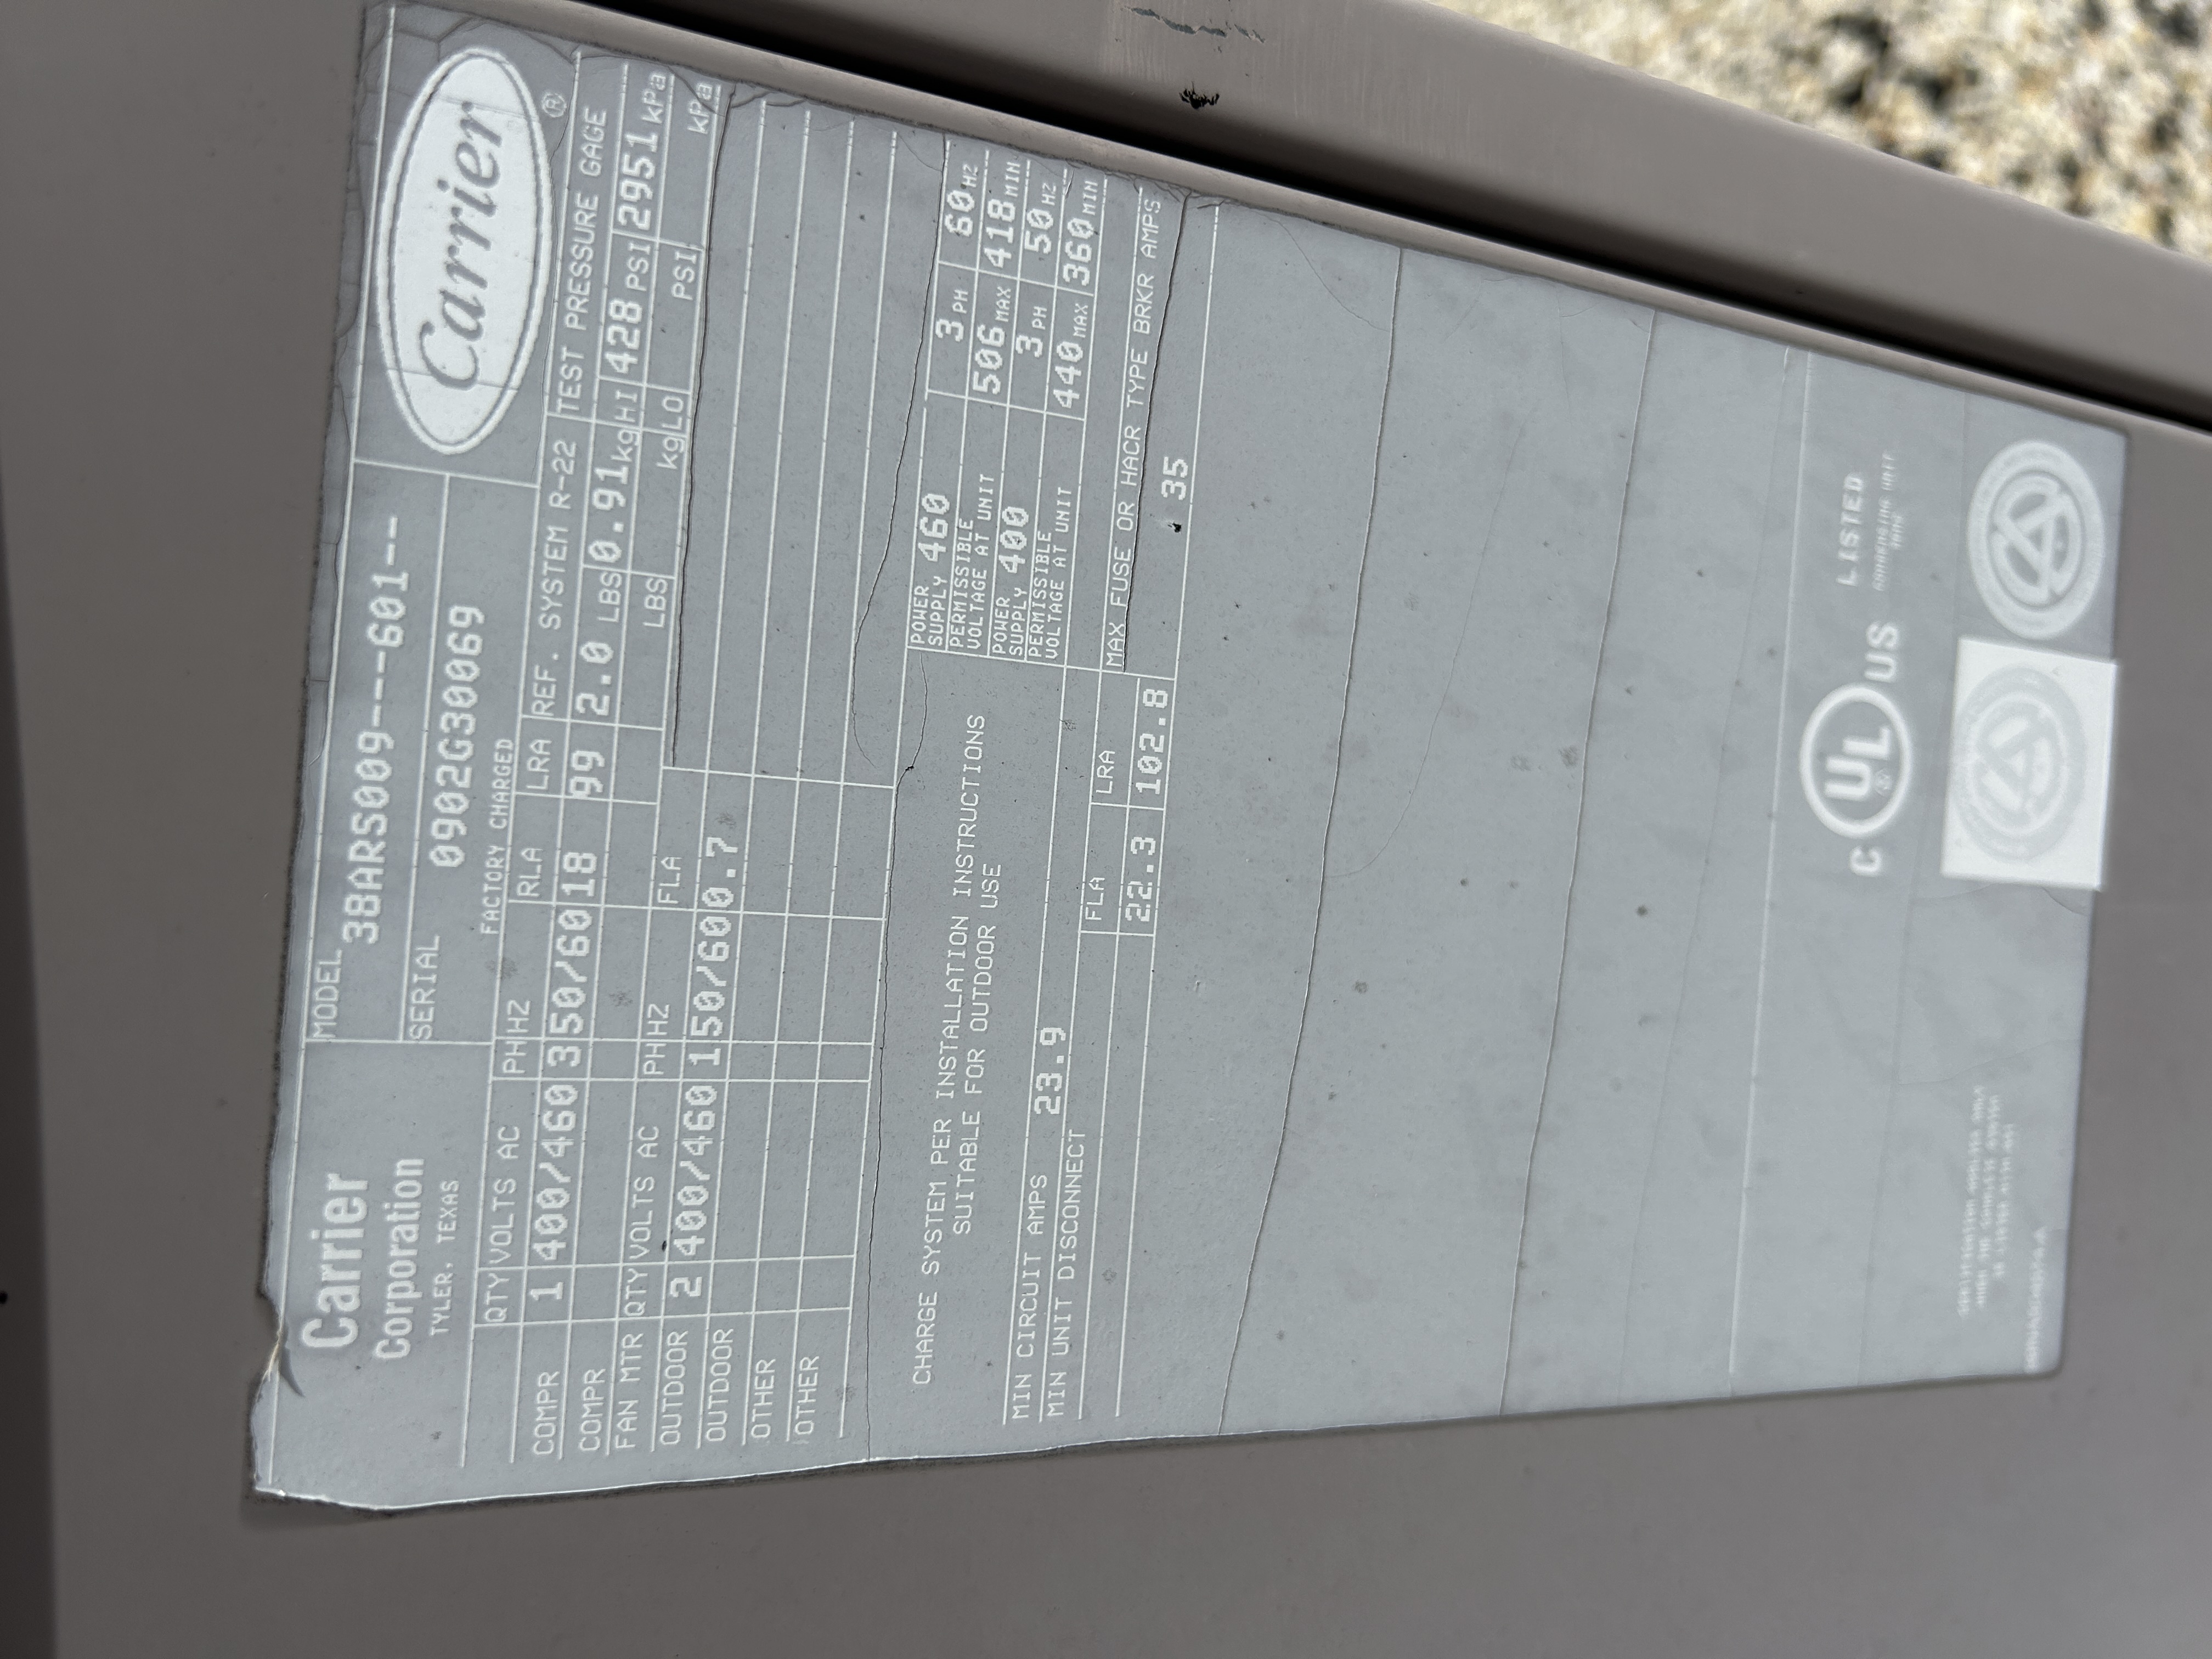 Carrier
Corporation
TYLER, TEXAS
MODEL 38ARS009---601--
SERIAL 0902G30069
Carrier ®
FACTORY CHARGED
QTY VOLTS AC PH HZ RLA LRA REF. SYSTEM R-22 TEST PRESSURE GAGE
COMPR 1 400/460 3 50/60 18 99 2.0 LBS 0.91 kg HI 428 PSI 2951 kPa
COMPR LBS kg LO PSI kPa
FAN MTR QTY VOLTS AC PH HZ FLA
OUTDOOR 2 400/460 1 50/60 0.7
OUTDOOR
OTHER
OTHER
CHARGE SYSTEM PER INSTALLATION INSTRUCTIONS
SUITABLE FOR OUTDOOR USE
POWER SUPPLY 460 3 PH 60 HZ
PERMISSIBLE VOLTAGE AT UNIT 506 MAX 418 MIN
POWER SUPPLY 400 3 PH 50 HZ
PERMISSIBLE VOLTAGE AT UNIT 440 MAX 360 MIN
MIN CIRCUIT AMPS 23.9
MIN UNIT DISCONNECT
FLA LRA
22.3 102.8
MAX FUSE OR HACR TYPE BRKR AMPS
35
C UL US LISTED
CONDENSING UNIT